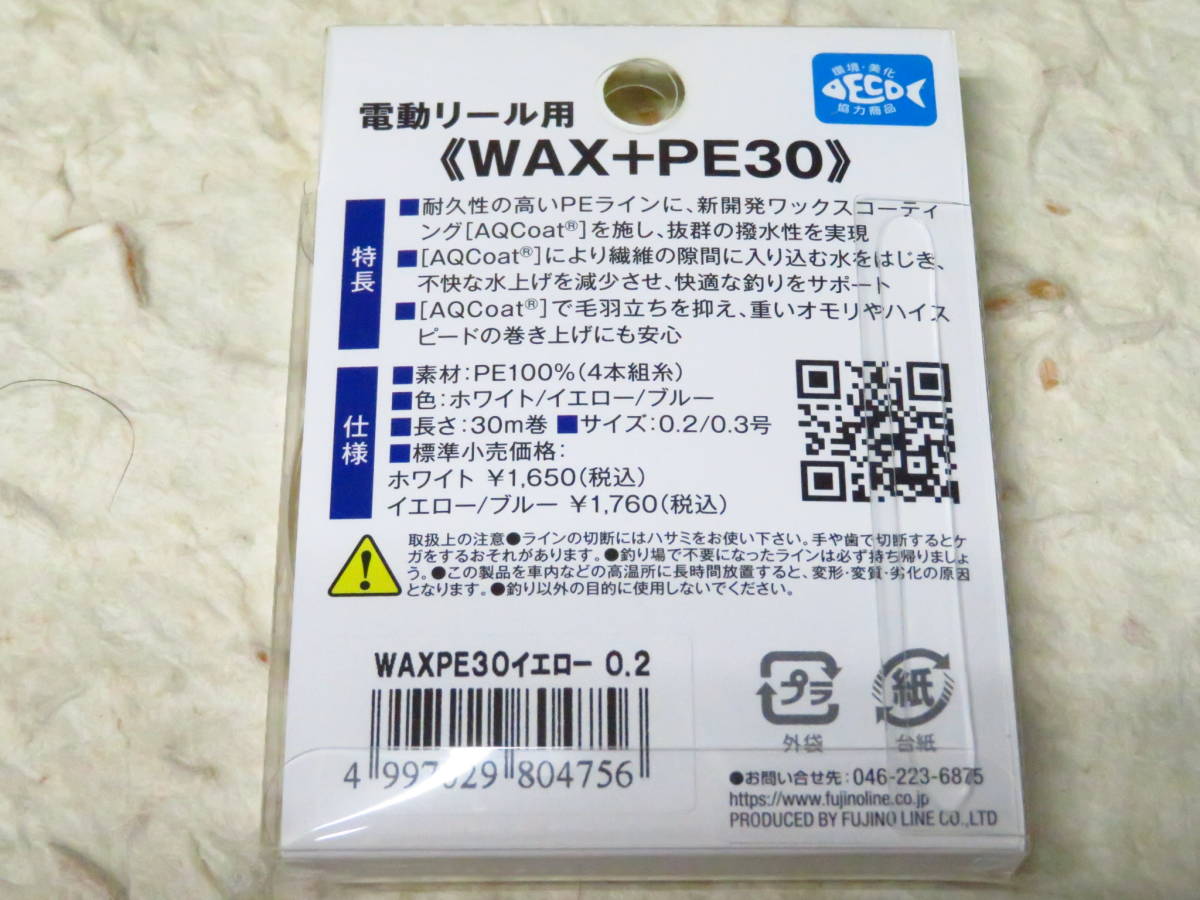 環境・美化
ECO
協力商品
電動リール用
《WAX+PE30》
特長
■耐久性の高いPEラインに、新開発ワックスコーティ
ング[AQCoat®]を施し、抜群の撥水性を実現
■[AQCoat®]により繊維の隙間に入り込む水をはじき、
不快な水上げを減少させ、快適な釣りをサポート
■[AQCoat®]で毛羽立ちを抑え、重いオモリやハイス
ピードの巻き上げにも安心
仕様
■素材:PE100%(4本組糸)
■色:ホワイト/イエロー/ブルー
■長さ:30m巻 ■サイズ:0.2/0.3号
■標準小売価格:
ホワイト ¥1,650(税込)
イエロー/ブルー ¥1,760(税込)
取扱上の注意●ラインの切断にはハサミをお使い下さい。手や歯で切断するとケ
ガをするおそれがあります。●釣り場で不要になったラインは必ず持ち帰りましょ
う。●この製品を車内などの高温所に長時間放置すると、変形・変質・劣化の原因
となります。●釣り以外の目的に使用しないでください。
WAXPE30イエロー 0.2
4 997029 804756
プラ
外袋
紙
台紙
●お問い合せ先:046-223-6875
https://www.fujinoline.co.jp
PRODUCED BY FUJINO LINE CO.,LTD